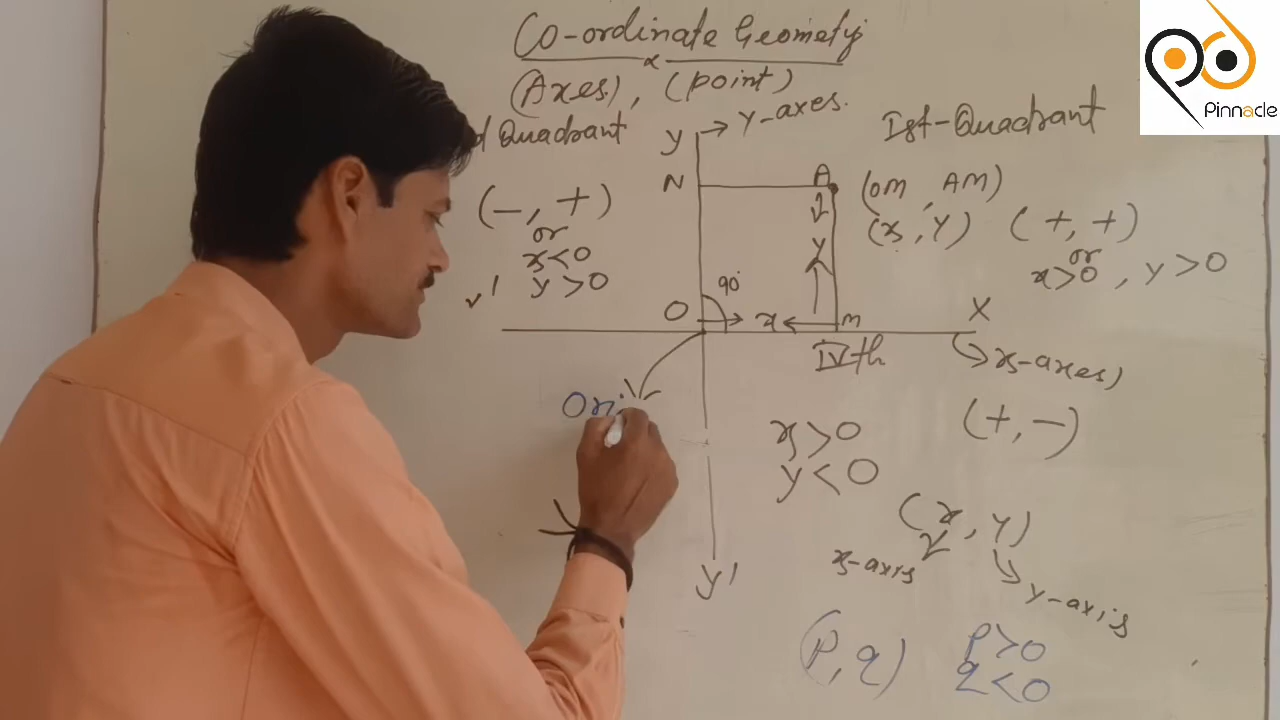 Co-ordinate Geometry
(Axes), (Point)
d Quadrant
Y → Y-axes.
Ist-Quadrant
Pinnacle
N
A
(OM, AM)
(-, +)
or
x<0
y>0
(x, y)
(+, +)
or
x>0, y>0
y
90°
O
x
M
X
IVth
x-axes)
Ori
(+, -)
x>0
y<0
(x, y)
x-axis
y-axis
Y'
(P, q)
P>0
q<0